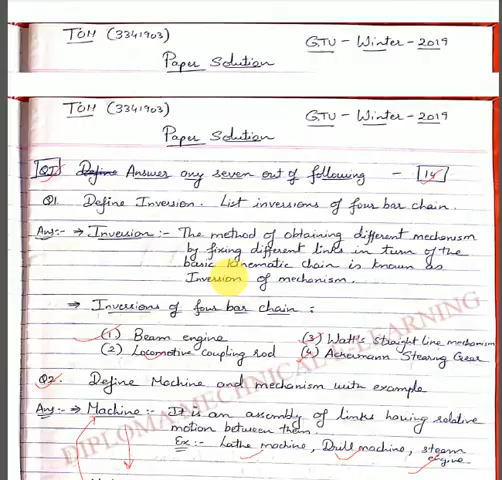 TOM (3341903) GTU - Winter - 2019
Paper Solution
TOM (3341903) GTU - Winter - 2019
Paper Solution
Q1 Define Answer any seven out of following - 14
Q1. Define Inversion. List inversions of four bar chain.
Ans:- → Inversion :- The method of obtaining different mechanism
by fixing different links in turn of the
basic kinematic chain is known as
Inversion of mechanism.
⇒ Inversions of four bar chain :
(1) Beam engine (3) Watt's straight line mechanism
(2) Locomotive coupling rod (4) Ackermann Stearing Gear
Q2. Define Machine and mechanism with example
Ans:- → Machine :- It is an assembly of links having relative
motion between them.
Ex :- Lathe machine, Drill machine, steam
engine
DIPLOMA MECHANICAL E-LEARNING